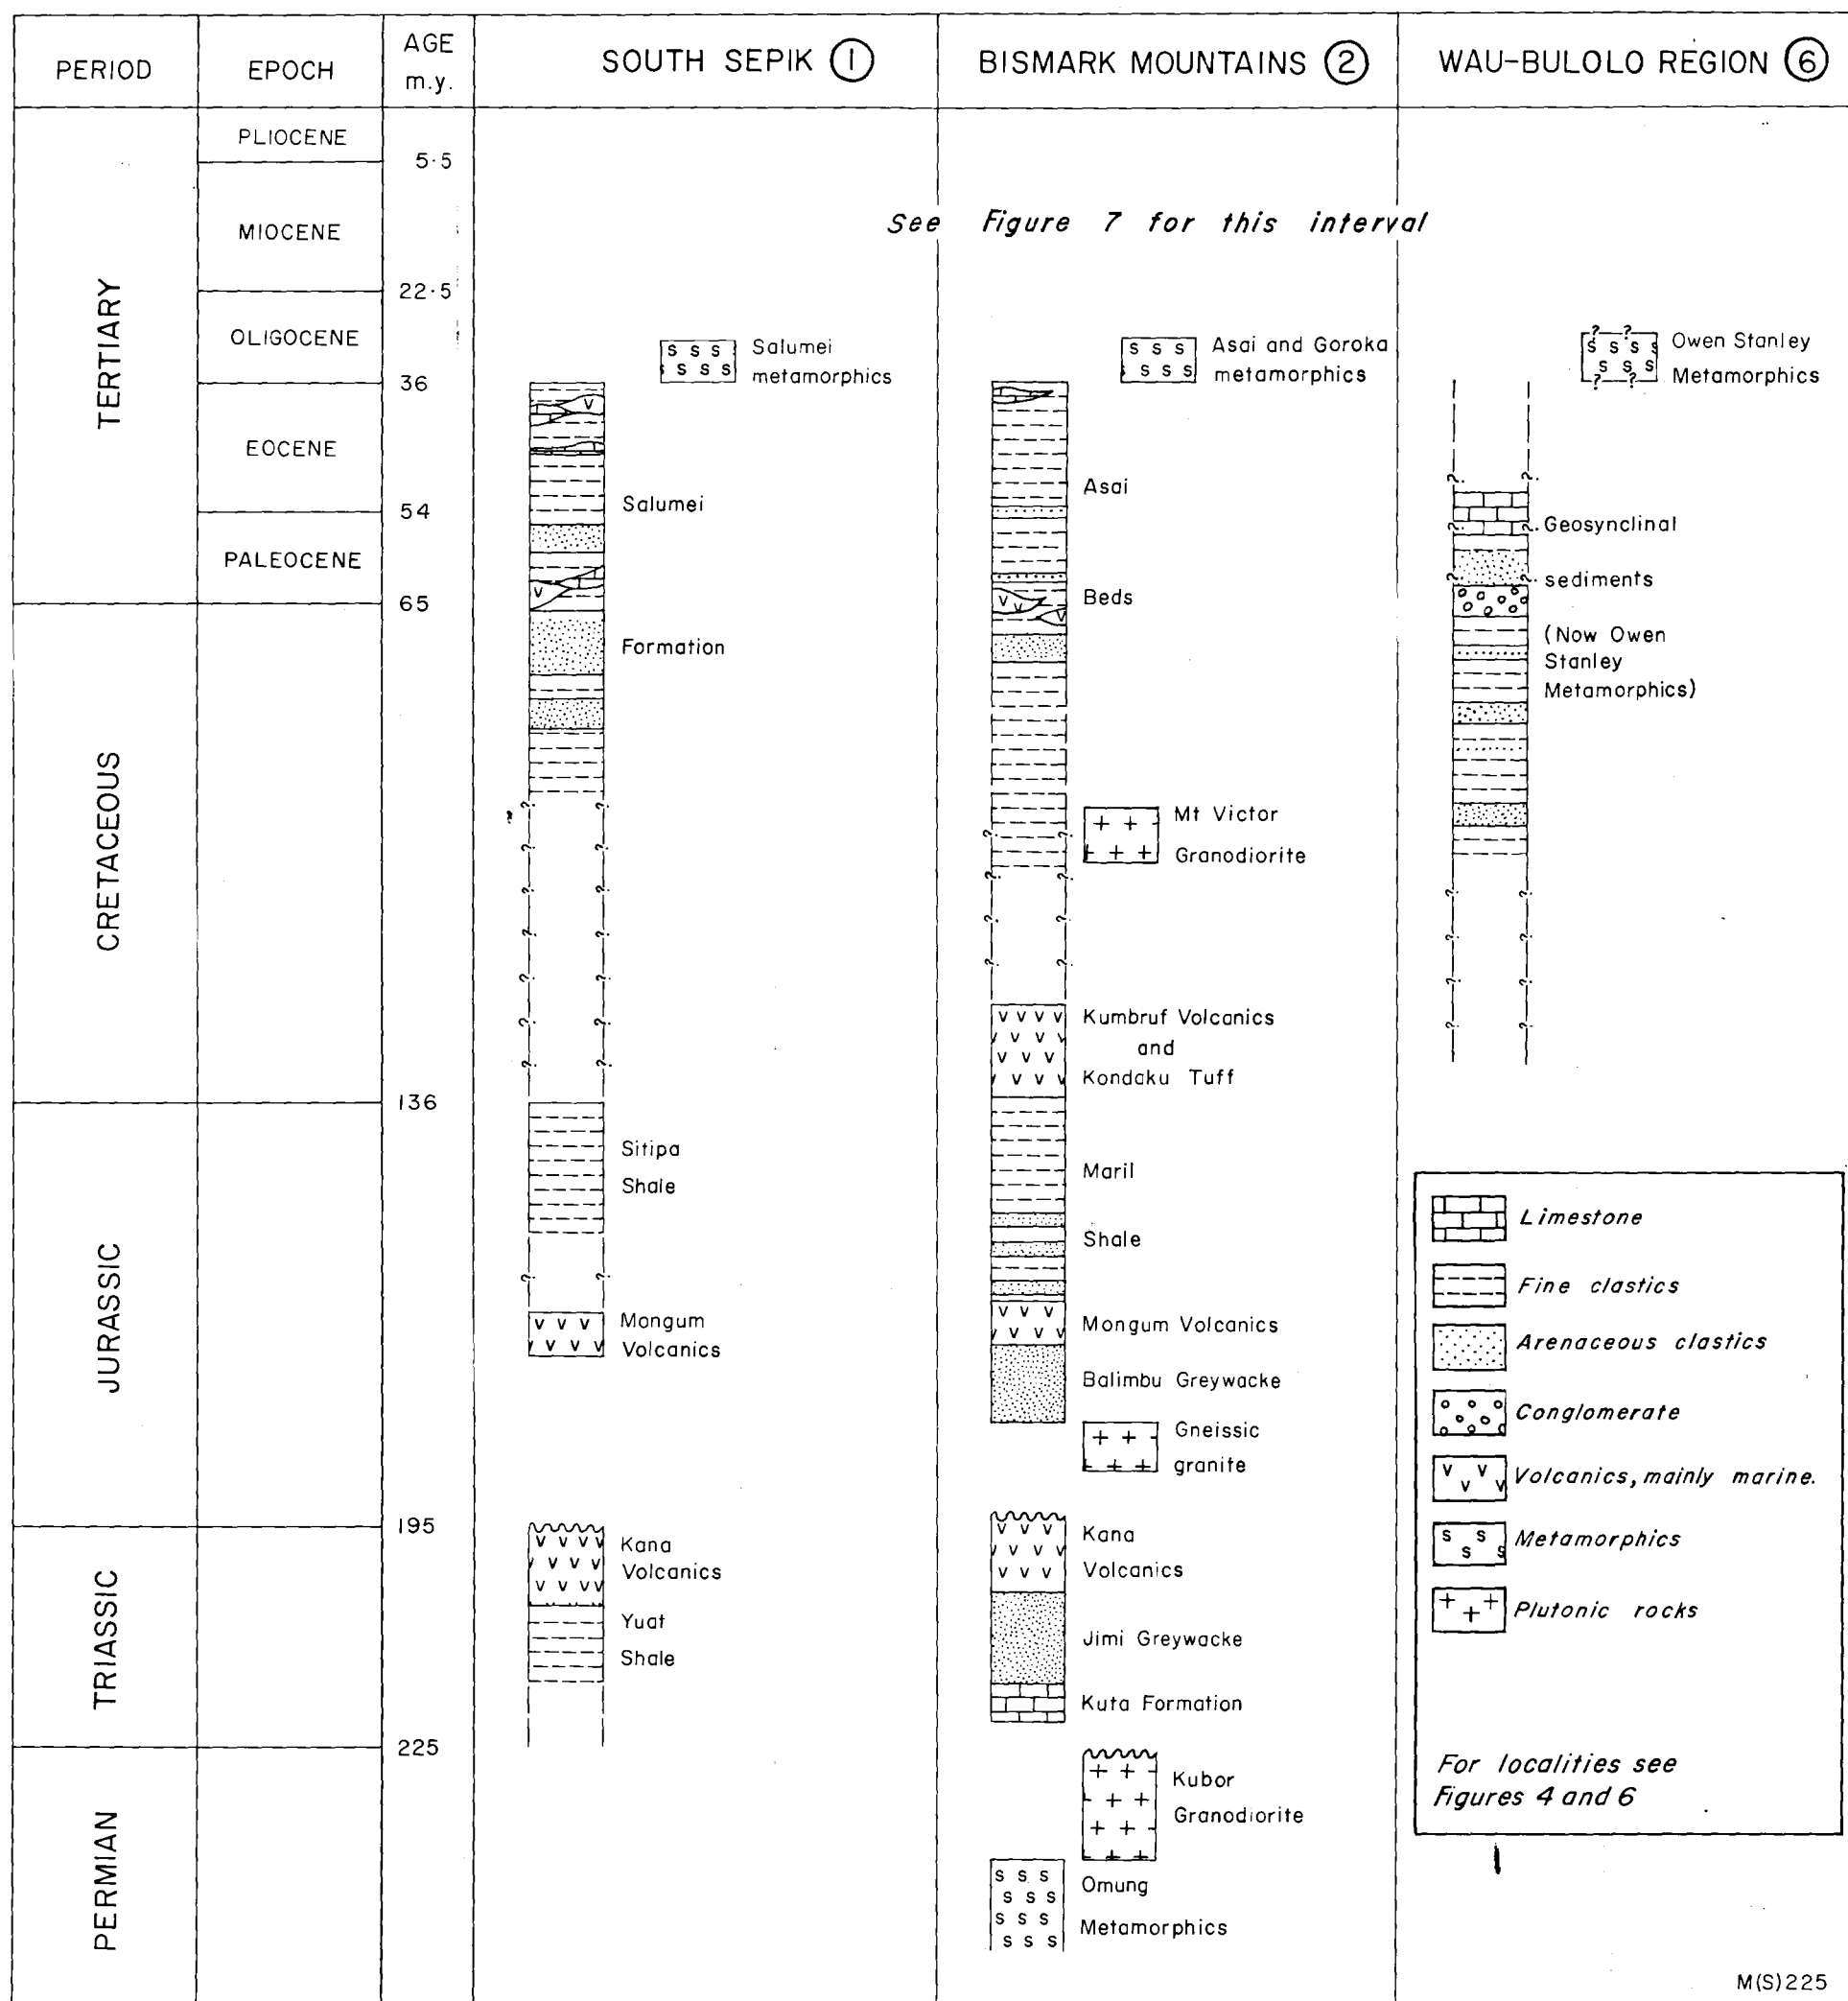 PERIOD
EPOCH
AGE
m.y.
SOUTH SEPIK 1
BISMARK MOUNTAINS 2
WAU-BULOLO REGION 6
TERTIARY
PLIOCENE
5·5
MIOCENE
See Figure 7 for this interval
22·5
OLIGOCENE
36
EOCENE
54
PALEOCENE
65
CRETACEOUS
136
JURASSIC
195
TRIASSIC
225
PERMIAN
Salumei
metamorphics
Salumei
Formation
Sitipa
Shale
Mongum
Volcanics
Kana
Volcanics
Yuat
Shale
Asai and Goroka
metamorphics
Asai
Beds
Mt Victor
Granodiorite
Kumbruf Volcanics
and
Kondaku Tuff
Maril
Shale
Mongum Volcanics
Balimbu Greywacke
Gneissic
granite
Kana
Volcanics
Jimi Greywacke
Kuta Formation
Kubor
Granodiorite
Omung
Metamorphics
Owen Stanley
Metamorphics
Geosynclinal
sediments
(Now Owen
Stanley
Metamorphics)
Limestone
Fine clastics
Arenaceous clastics
Conglomerate
Volcanics, mainly marine.
Metamorphics
Plutonic rocks
For localities see
Figures 4 and 6
M(S)225